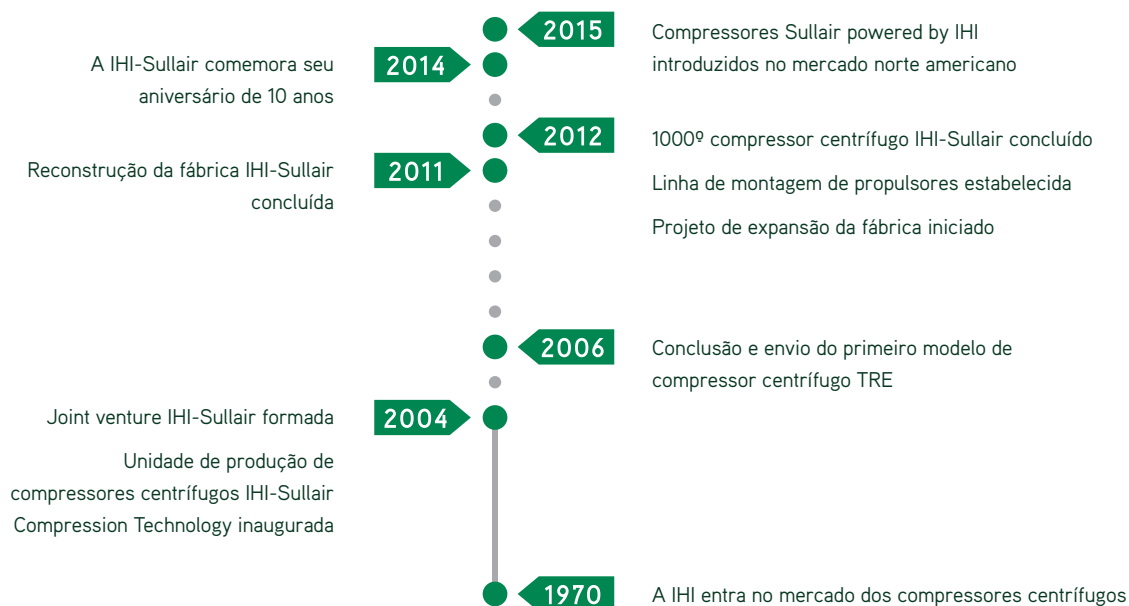 2015
Compressores Sullair powered by IHI
introduzidos no mercado norte americano
A IHI-Sullair comemora seu
aniversário de 10 anos
2014
2012
1000º compressor centrífugo IHI-Sullair concluído
Linha de montagem de propulsores estabelecida
Projeto de expansão da fábrica iniciado
Reconstrução da fábrica IHI-Sullair
concluída
2011
2006
Conclusão e envio do primeiro modelo de
compressor centrífugo TRE
Joint venture IHI-Sullair formada
2004
Unidade de produção de
compressores centrífugos IHI-Sullair
Compression Technology inaugurada
1970
A IHI entra no mercado dos compressores centrífugos